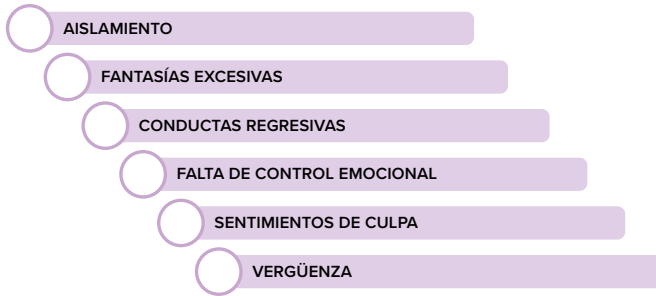 AISLAMIENTO
FANTASÍAS EXCESIVAS
CONDUCTAS REGRESIVAS
FALTA DE CONTROL EMOCIONAL
SENTIMIENTOS DE CULPA
VERGÜENZA